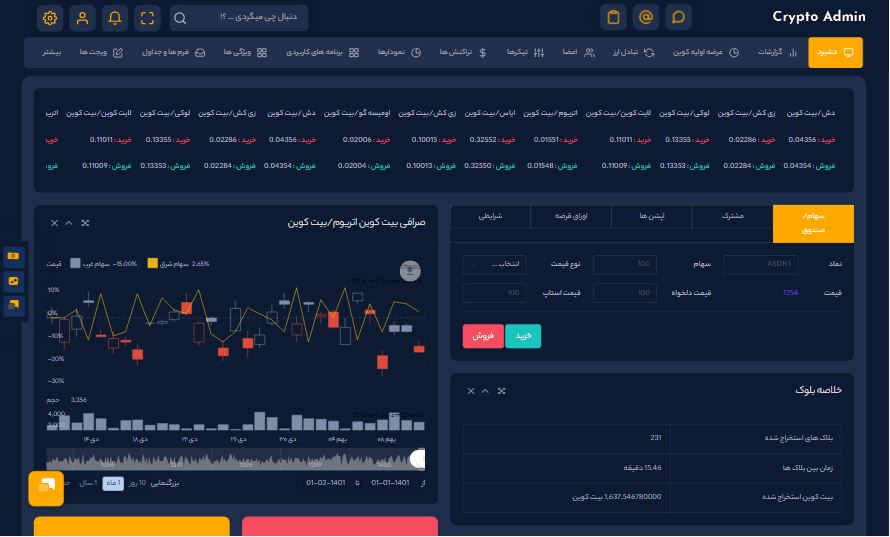 Crypto Admin
دنبال چی میگردی ... ؟!
دشبرد گزارشات عرضه اولیه کوین تبادل ارز اعضا تیکرها تراکنش ها نمودارها برنامه های کاربردی ویژگی ها فرم ها و جداول ویجت ها بیشتر
دش/بیت کوین زی کش/بیت کوین لوکی/بیت کوین لایت کوین/بیت کوین اتریوم/بیت کوین ایاس/بیت کوین زی کش/بیت کوین اومیسه گو/بیت کوین دش/بیت کوین زی کش/بیت کوین لوکی/بیت کوین لایت کوین/بیت کوین
خرید : 0.04356 خرید : 0.02286 خرید : 0.13355 خرید : 0.11011 خرید : 0.01551 خرید : 0.32552 خرید : 0.10015 خرید : 0.02006 خرید : 0.04356 خرید : 0.02286 خرید : 0.13355 خرید : 0.11011 خرید
فروش : 0.04354 فروش : 0.02284 فروش : 0.13353 فروش : 0.11009 فروش : 0.01548 فروش : 0.32550 فروش : 0.10013 فروش : 0.02004 فروش : 0.04354 فروش : 0.02284 فروش : 0.13353 فروش : 0.11009
سهام/
صندوق
مشترک آپشن ها اوراق قرضه شرایطی
نماد ASDR1 سهام 100 نوع قیمت انتخاب ...
قیمت 1254 قیمت دلخواه 100 قیمت استاپ 100
خرید فروش
خلاصه بلوک
بلاک های استخراج شده 231
زمان بین بلاک ها 15.46 دقیقه
بیت کوین استخراج شده 1,637.546780000 بیت کوین
صرافی بیت کوین اتریوم/بیت کوین
قیمت سهام غرب -15.00% سهام شرق 2.65%
10%
0%
-10%
-20%
-30%
حجم 3,356
4,000
۱۴ دی ۱۸ دی ۲۲ دی ۲۶ دی ۳۰ دی ۰۴ بهم ۰۸ بهم
1396 1397 1398 1399 1400
از 1401-01-01 تا 1401-02-01 بزرگنمایی 10 روز 1 ماه 1 سال